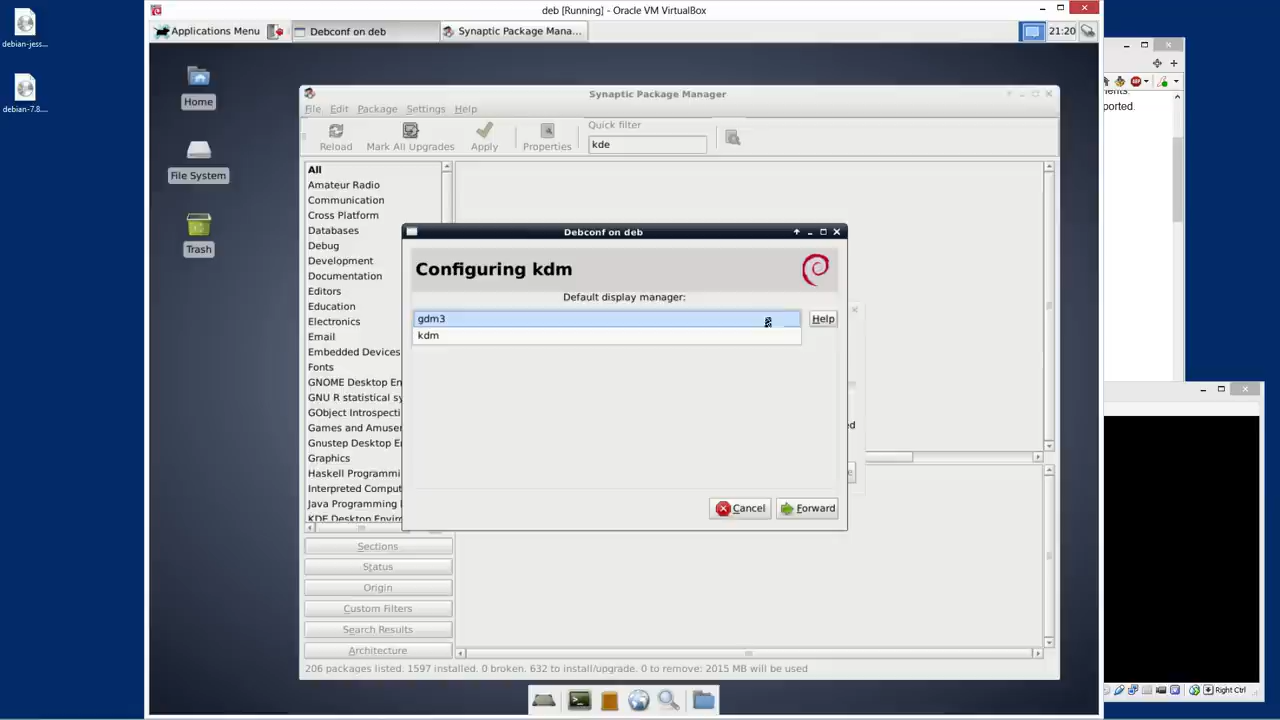 deb [Running] - Oracle VM VirtualBox
debian-jess...
debian-7.8....
Applications Menu
Debconf on deb
Synaptic Package Mana...
21:20
Home
File System
Trash
Synaptic Package Manager
File Edit Package Settings Help
Quick filter
Reload
Mark All Upgrades
Apply
Properties
kde
All
Amateur Radio
Communication
Cross Platform
Databases
Debug
Development
Documentation
Editors
Education
Electronics
Email
Embedded Devices
Fonts
GNOME Desktop En
GNU R statistical sy
GObject Introspecti
Games and Amuser
Gnustep Desktop E
Graphics
Haskell Programmi
Interpreted Comput
Java Programming l
KDE Desktop Enviro
Sections
Status
Origin
Custom Filters
Search Results
Architecture
Debconf on deb
Configuring kdm
Default display manager:
gdm3
kdm
Help
Cancel
Forward
ed
206 packages listed. 1597 installed. 0 broken. 632 to install/upgrade. 0 to remove: 2015 MB will be used
ported.
Right Ctrl